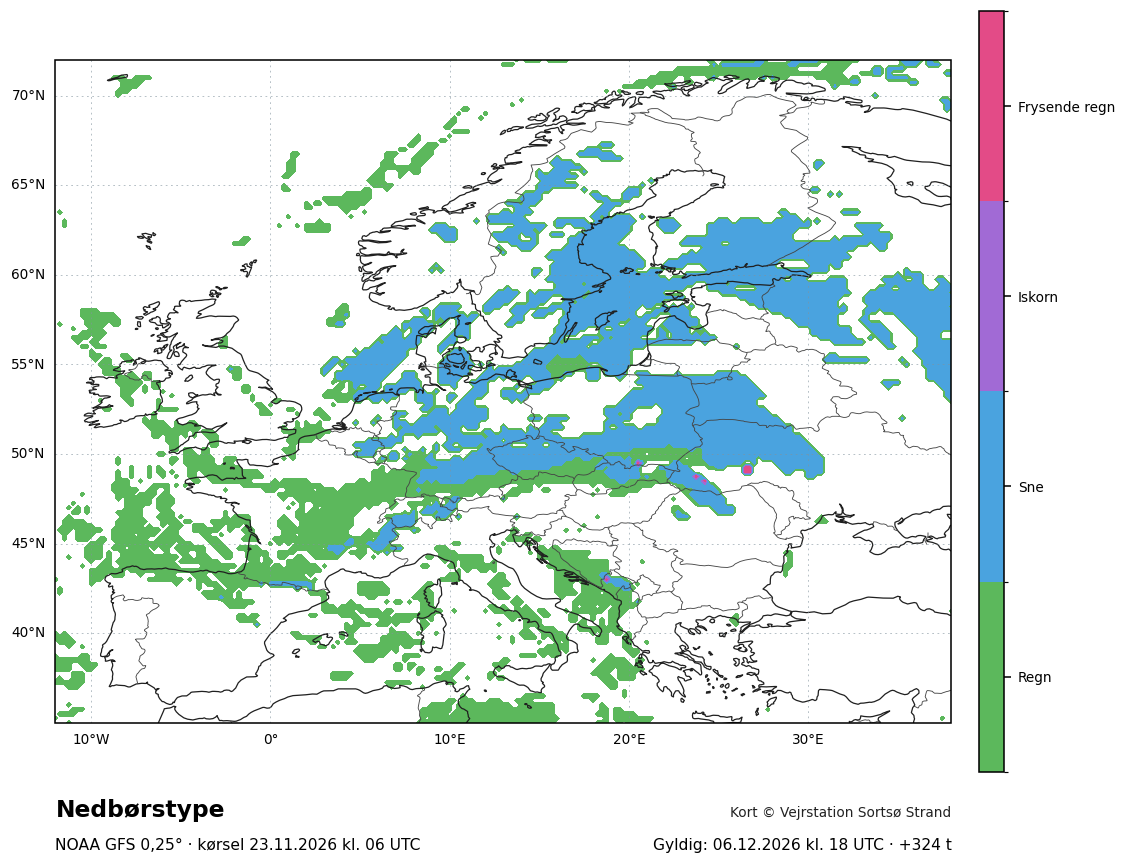 70°N
65°N
60°N
55°N
50°N
45°N
40°N
10°W
0°
10°E
20°E
30°E
Frysende regn
Iskorn
Sne
Regn
Nedbørstype
Kort © Vejrstation Sortsø Strand
NOAA GFS 0,25° · kørsel 23.11.2026 kl. 06 UTC
Gyldig: 06.12.2026 kl. 18 UTC · +324 t